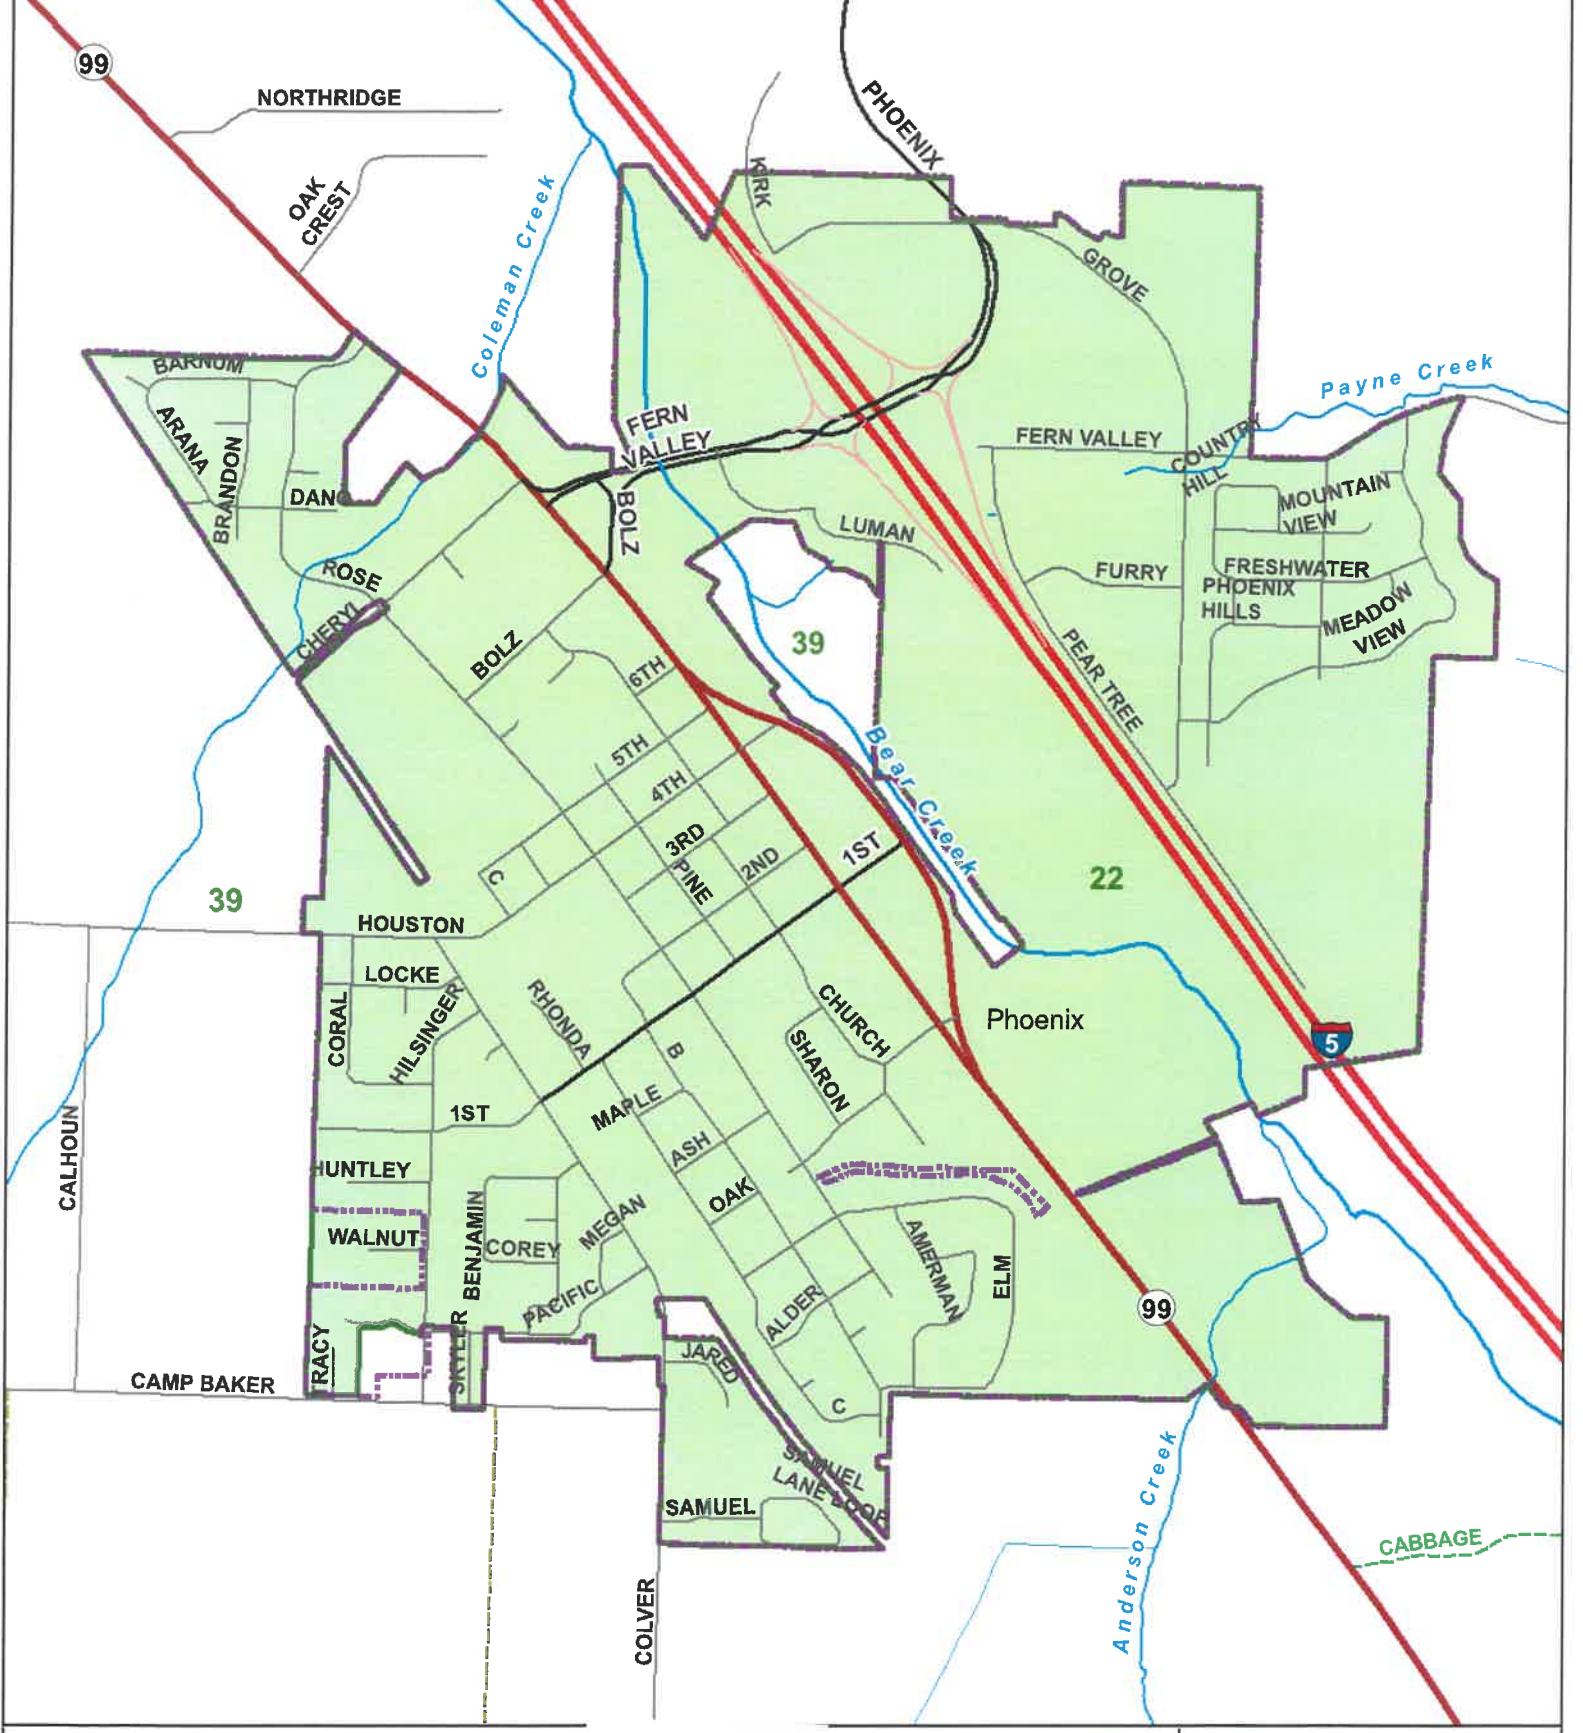 99
NORTHRIDGE
PHOENIX
OAK
CREST
KIRK
Coleman Creek
GROVE
BARNUM
Payne Creek
ARANA
BRANDON
FERN
VALLEY
FERN VALLEY
COUNTRY
HILL
DANO
BOLZ
MOUNTAIN
VIEW
LUMAN
ROSE
FURRY
FRESHWATER
PHOENIX
HILLS
CHERYL
MEADOW
VIEW
BOLZ
39
6TH
PEAR TREE
5TH
Bear Creek
4TH
3RD
1ST
2ND
PINE
C
39
22
HOUSTON
LOCKE
CORAL
HILSINGER
RHONDA
CHURCH
Phoenix
SHARON
5
B
1ST
MAPLE
CALHOUN
ASH
HUNTLEY
OAK
WALNUT
BENJAMIN
COREY
MEGAN
AMERMAN
ELM
PACIFIC
ALDER
99
TRACY
SKYLER
JARED
CAMP BAKER
C
SAMUEL
LANE LOOP
SAMUEL
Anderson Creek
CABBAGE
COLVER